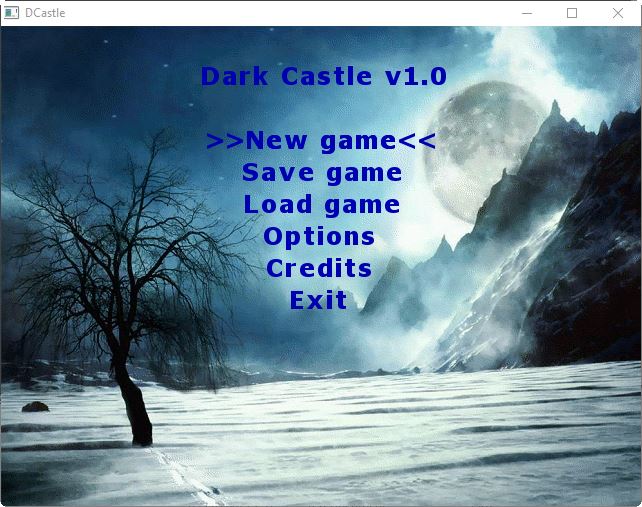 DCastle
Dark Castle v1.0
>>New game<<
Save game
Load game
Options
Credits
Exit